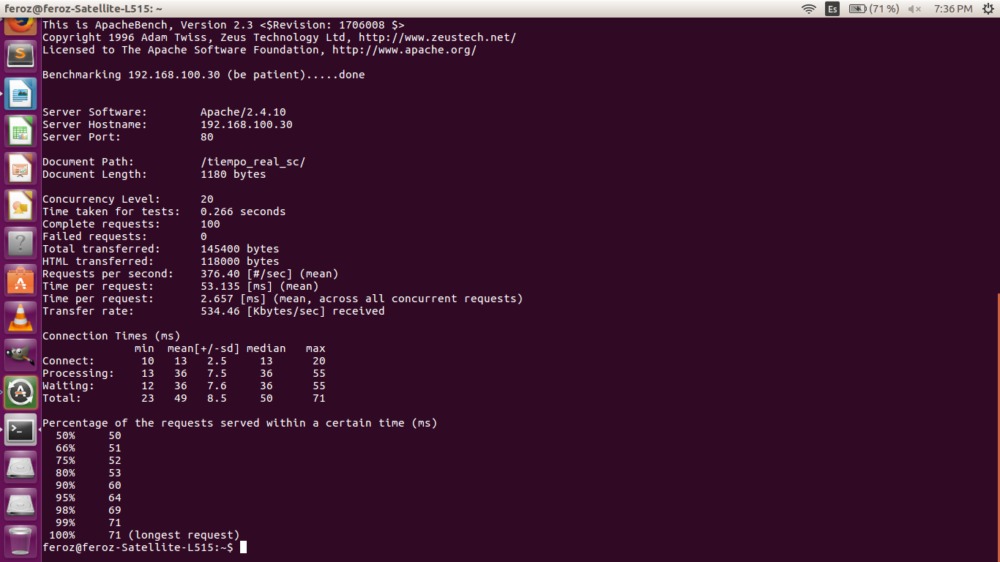 feroz@feroz-Satellite-L515: ~
Es
(71 %)
7:36 PM
This is ApacheBench, Version 2.3 <$Revision: 1706008 $>
Copyright 1996 Adam Twiss, Zeus Technology Ltd, http://www.zeustech.net/
Licensed to The Apache Software Foundation, http://www.apache.org/

Benchmarking 192.168.100.30 (be patient).....done


Server Software:        Apache/2.4.10
Server Hostname:        192.168.100.30
Server Port:            80

Document Path:          /tiempo_real_sc/
Document Length:        1180 bytes

Concurrency Level:      20
Time taken for tests:   0.266 seconds
Complete requests:      100
Failed requests:        0
Total transferred:      145400 bytes
HTML transferred:       118000 bytes
Requests per second:    376.40 [#/sec] (mean)
Time per request:       53.135 [ms] (mean)
Time per request:       2.657 [ms] (mean, across all concurrent requests)
Transfer rate:          534.46 [Kbytes/sec] received

Connection Times (ms)
              min  mean[+/-sd] median   max
Connect:       10   13   2.5     13      20
Processing:    13   36   7.5     36      55
Waiting:       12   36   7.6     36      55
Total:         23   49   8.5     50      71

Percentage of the requests served within a certain time (ms)
  50%     50
  66%     51
  75%     52
  80%     53
  90%     60
  95%     64
  98%     69
  99%     71
 100%     71 (longest request)
feroz@feroz-Satellite-L515:~$